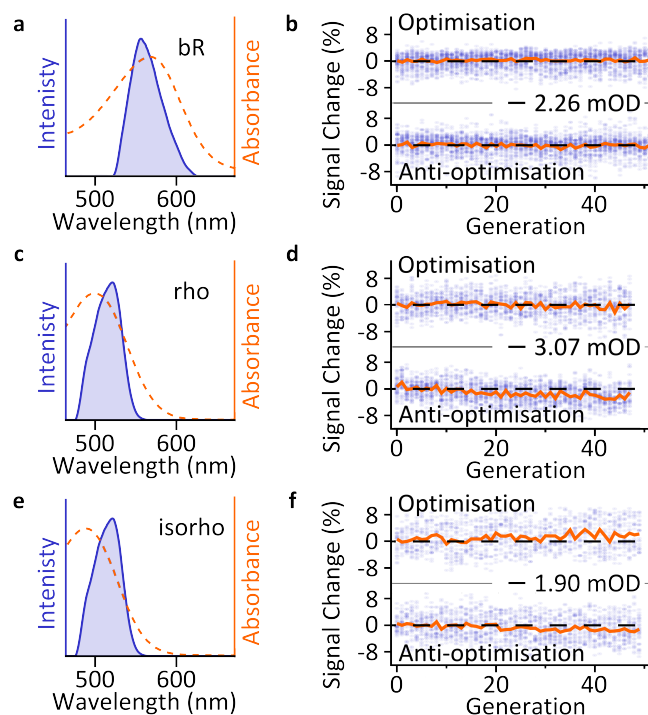 a
bR
Intenisty
Absorbance
500 600
Wavelength (nm)
b
Optimisation
Signal Change (%)
8
0
-8
2.26 mOD
8
0
-8
Anti-optimisation
0 20 40
Generation
c
rho
Intenisty
Absorbance
500 600
Wavelength (nm)
d
Optimisation
Signal Change (%)
8
0
-8
3.07 mOD
8
0
-8
Anti-optimisation
0 20 40
Generation
e
isorho
Intenisty
Absorbance
500 600
Wavelength (nm)
f
Optimisation
Signal Change (%)
8
0
-8
1.90 mOD
8
0
-8
Anti-optimisation
0 20 40
Generation